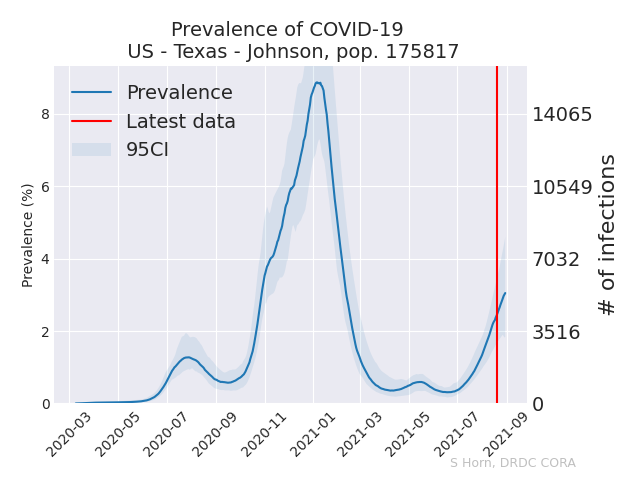 Prevalence of COVID-19
US - Texas - Johnson, pop. 175817
Prevalence
Latest data
95CI
Prevalence (%)
8
6
4
2
0
14065
10549
7032
3516
0
# of infections
2020-03
2020-05
2020-07
2020-09
2020-11
2021-01
2021-03
2021-05
2021-07
2021-09
S Horn, DRDC CORA